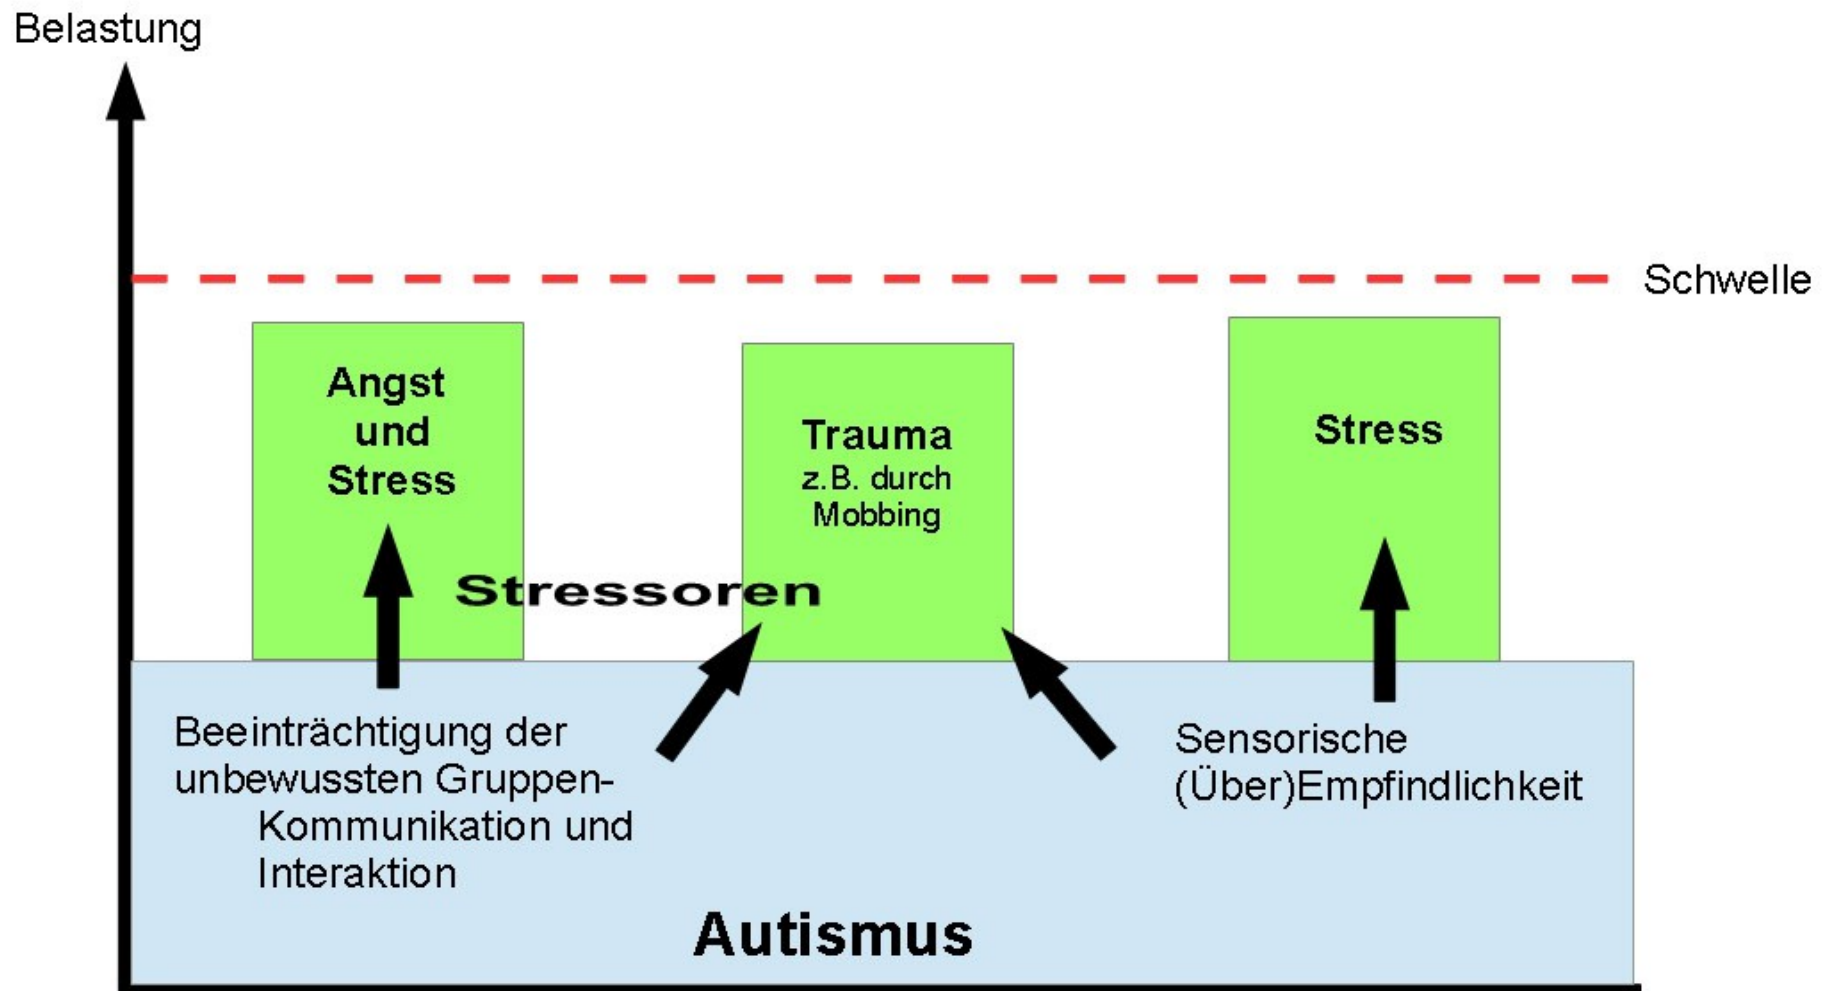 Belastung
Schwelle
Angst
und
Stress
Trauma
z.B. durch
Mobbing
Stress
Stressoren
Beeinträchtigung der
unbewussten Gruppen-
Kommunikation und
Interaktion
Sensorische
(Über)Empfindlichkeit
Autismus